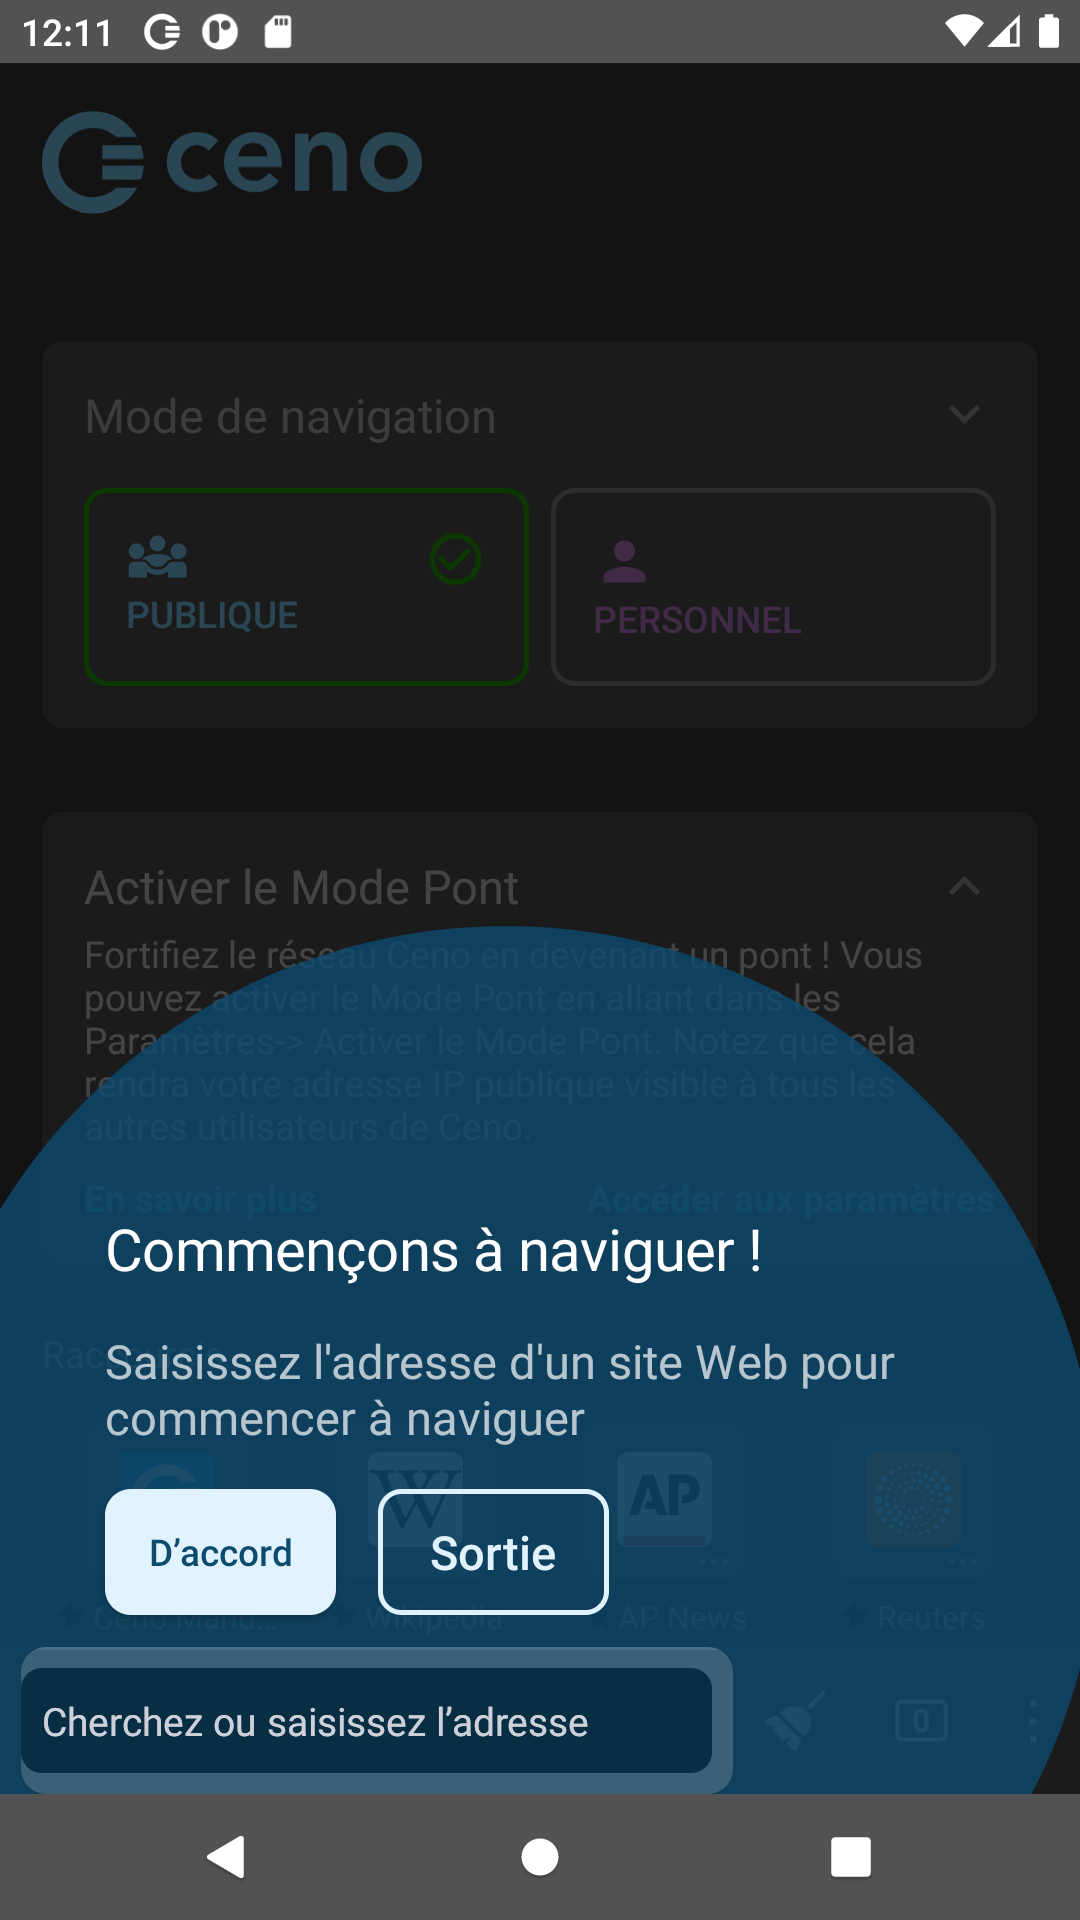 12:11
ceno
Mode de navigation
PUBLIQUE
PERSONNEL
Activer le Mode Pont
Fortifiez le réseau Ceno en devenant un pont ! Vous
pouvez activer le Mode Pont en allant dans les
Paramètres-> Activer le Mode Pont. Notez que cela
rendra votre adresse IP publique visible à tous les
autres utilisateurs de Ceno.
En savoir plus
Accéder aux paramètres
Commençons à naviguer !
Saisissez l'adresse d'un site Web pour
commencer à naviguer
W
AP
D’accord
Sortie
Ceno Manu...
Wikipedia
AP News
Reuters
Cherchez ou saisissez l’adresse
0